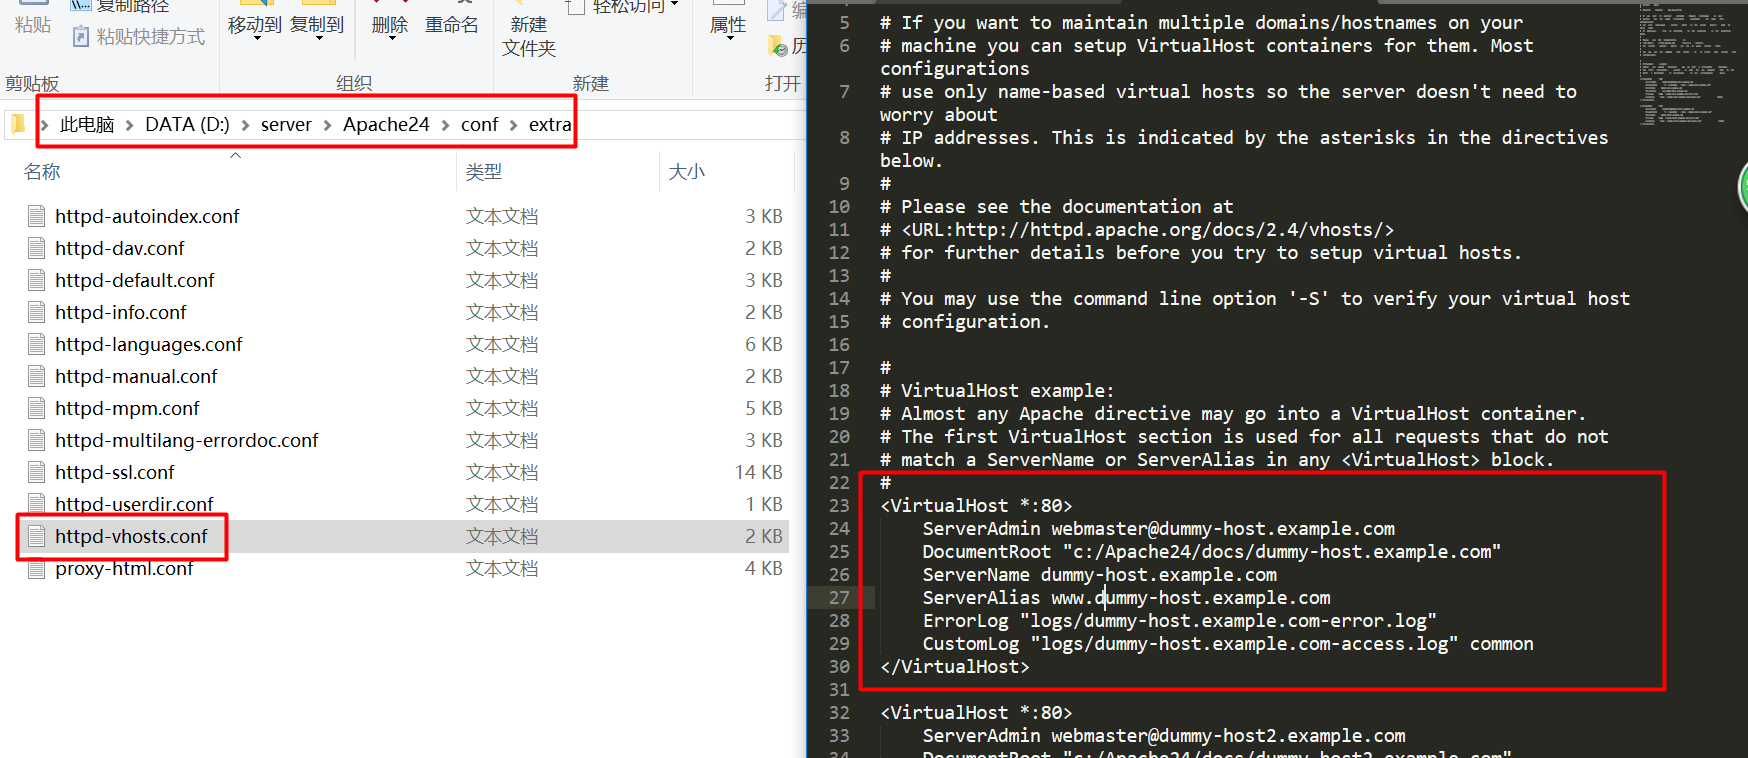 复制路径
粘贴
粘贴快捷方式
剪贴板
移动到
复制到
删除
重命名
组织
新建
文件夹
轻松访问
新建
属性
编
历
打开
此电脑 > DATA (D:) > server > Apache24 > conf > extra
名称 类型 大小
httpd-autoindex.conf 文本文档 3 KB
httpd-dav.conf 文本文档 2 KB
httpd-default.conf 文本文档 3 KB
httpd-info.conf 文本文档 2 KB
httpd-languages.conf 文本文档 6 KB
httpd-manual.conf 文本文档 2 KB
httpd-mpm.conf 文本文档 5 KB
httpd-multilang-errordoc.conf 文本文档 3 KB
httpd-ssl.conf 文本文档 14 KB
httpd-userdir.conf 文本文档 1 KB
httpd-vhosts.conf 文本文档 2 KB
proxy-html.conf 文本文档 4 KB
5 # If you want to maintain multiple domains/hostnames on your
6 # machine you can setup VirtualHost containers for them. Most
configurations
7 # use only name-based virtual hosts so the server doesn't need to
worry about
8 # IP addresses. This is indicated by the asterisks in the directives
below.
9 #
10 # Please see the documentation at
11 # <URL:http://httpd.apache.org/docs/2.4/vhosts/>
12 # for further details before you try to setup virtual hosts.
13 #
14 # You may use the command line option '-S' to verify your virtual host
15 # configuration.
16
17 #
18 # VirtualHost example:
19 # Almost any Apache directive may go into a VirtualHost container.
20 # The first VirtualHost section is used for all requests that do not
21 # match a ServerName or ServerAlias in any <VirtualHost> block.
22 #
23 <VirtualHost *:80>
24 ServerAdmin webmaster@dummy-host.example.com
25 DocumentRoot "c:/Apache24/docs/dummy-host.example.com"
26 ServerName dummy-host.example.com
27 ServerAlias www.dummy-host.example.com
28 ErrorLog "logs/dummy-host.example.com-error.log"
29 CustomLog "logs/dummy-host.example.com-access.log" common
30 </VirtualHost>
31
32 <VirtualHost *:80>
33 ServerAdmin webmaster@dummy-host2.example.com
34 DocumentRoot "c:/Apache24/docs/dummy-host2.example.com"